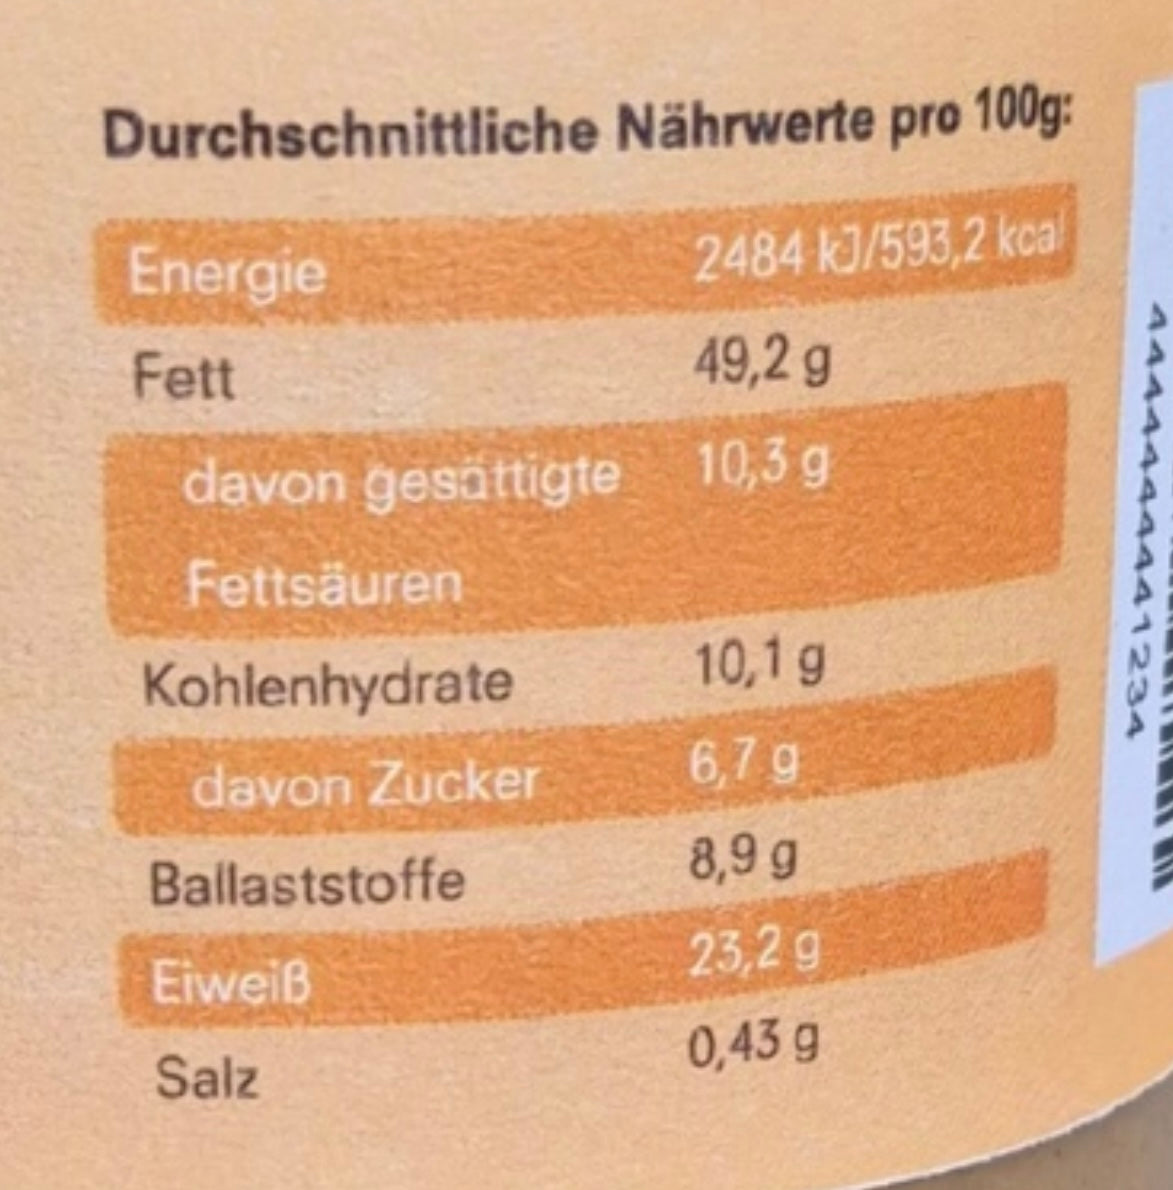 Durchschnittliche Nährwerte pro 100g:
Energie 2484 kJ/593,2 kcal
Fett 49,2 g
davon gesättigte 10,3 g
Fettsäuren
Kohlenhydrate 10,1 g
davon Zucker 6,7 g
Ballaststoffe 8,9 g
Eiweiß 23,2 g
Salz 0,43 g